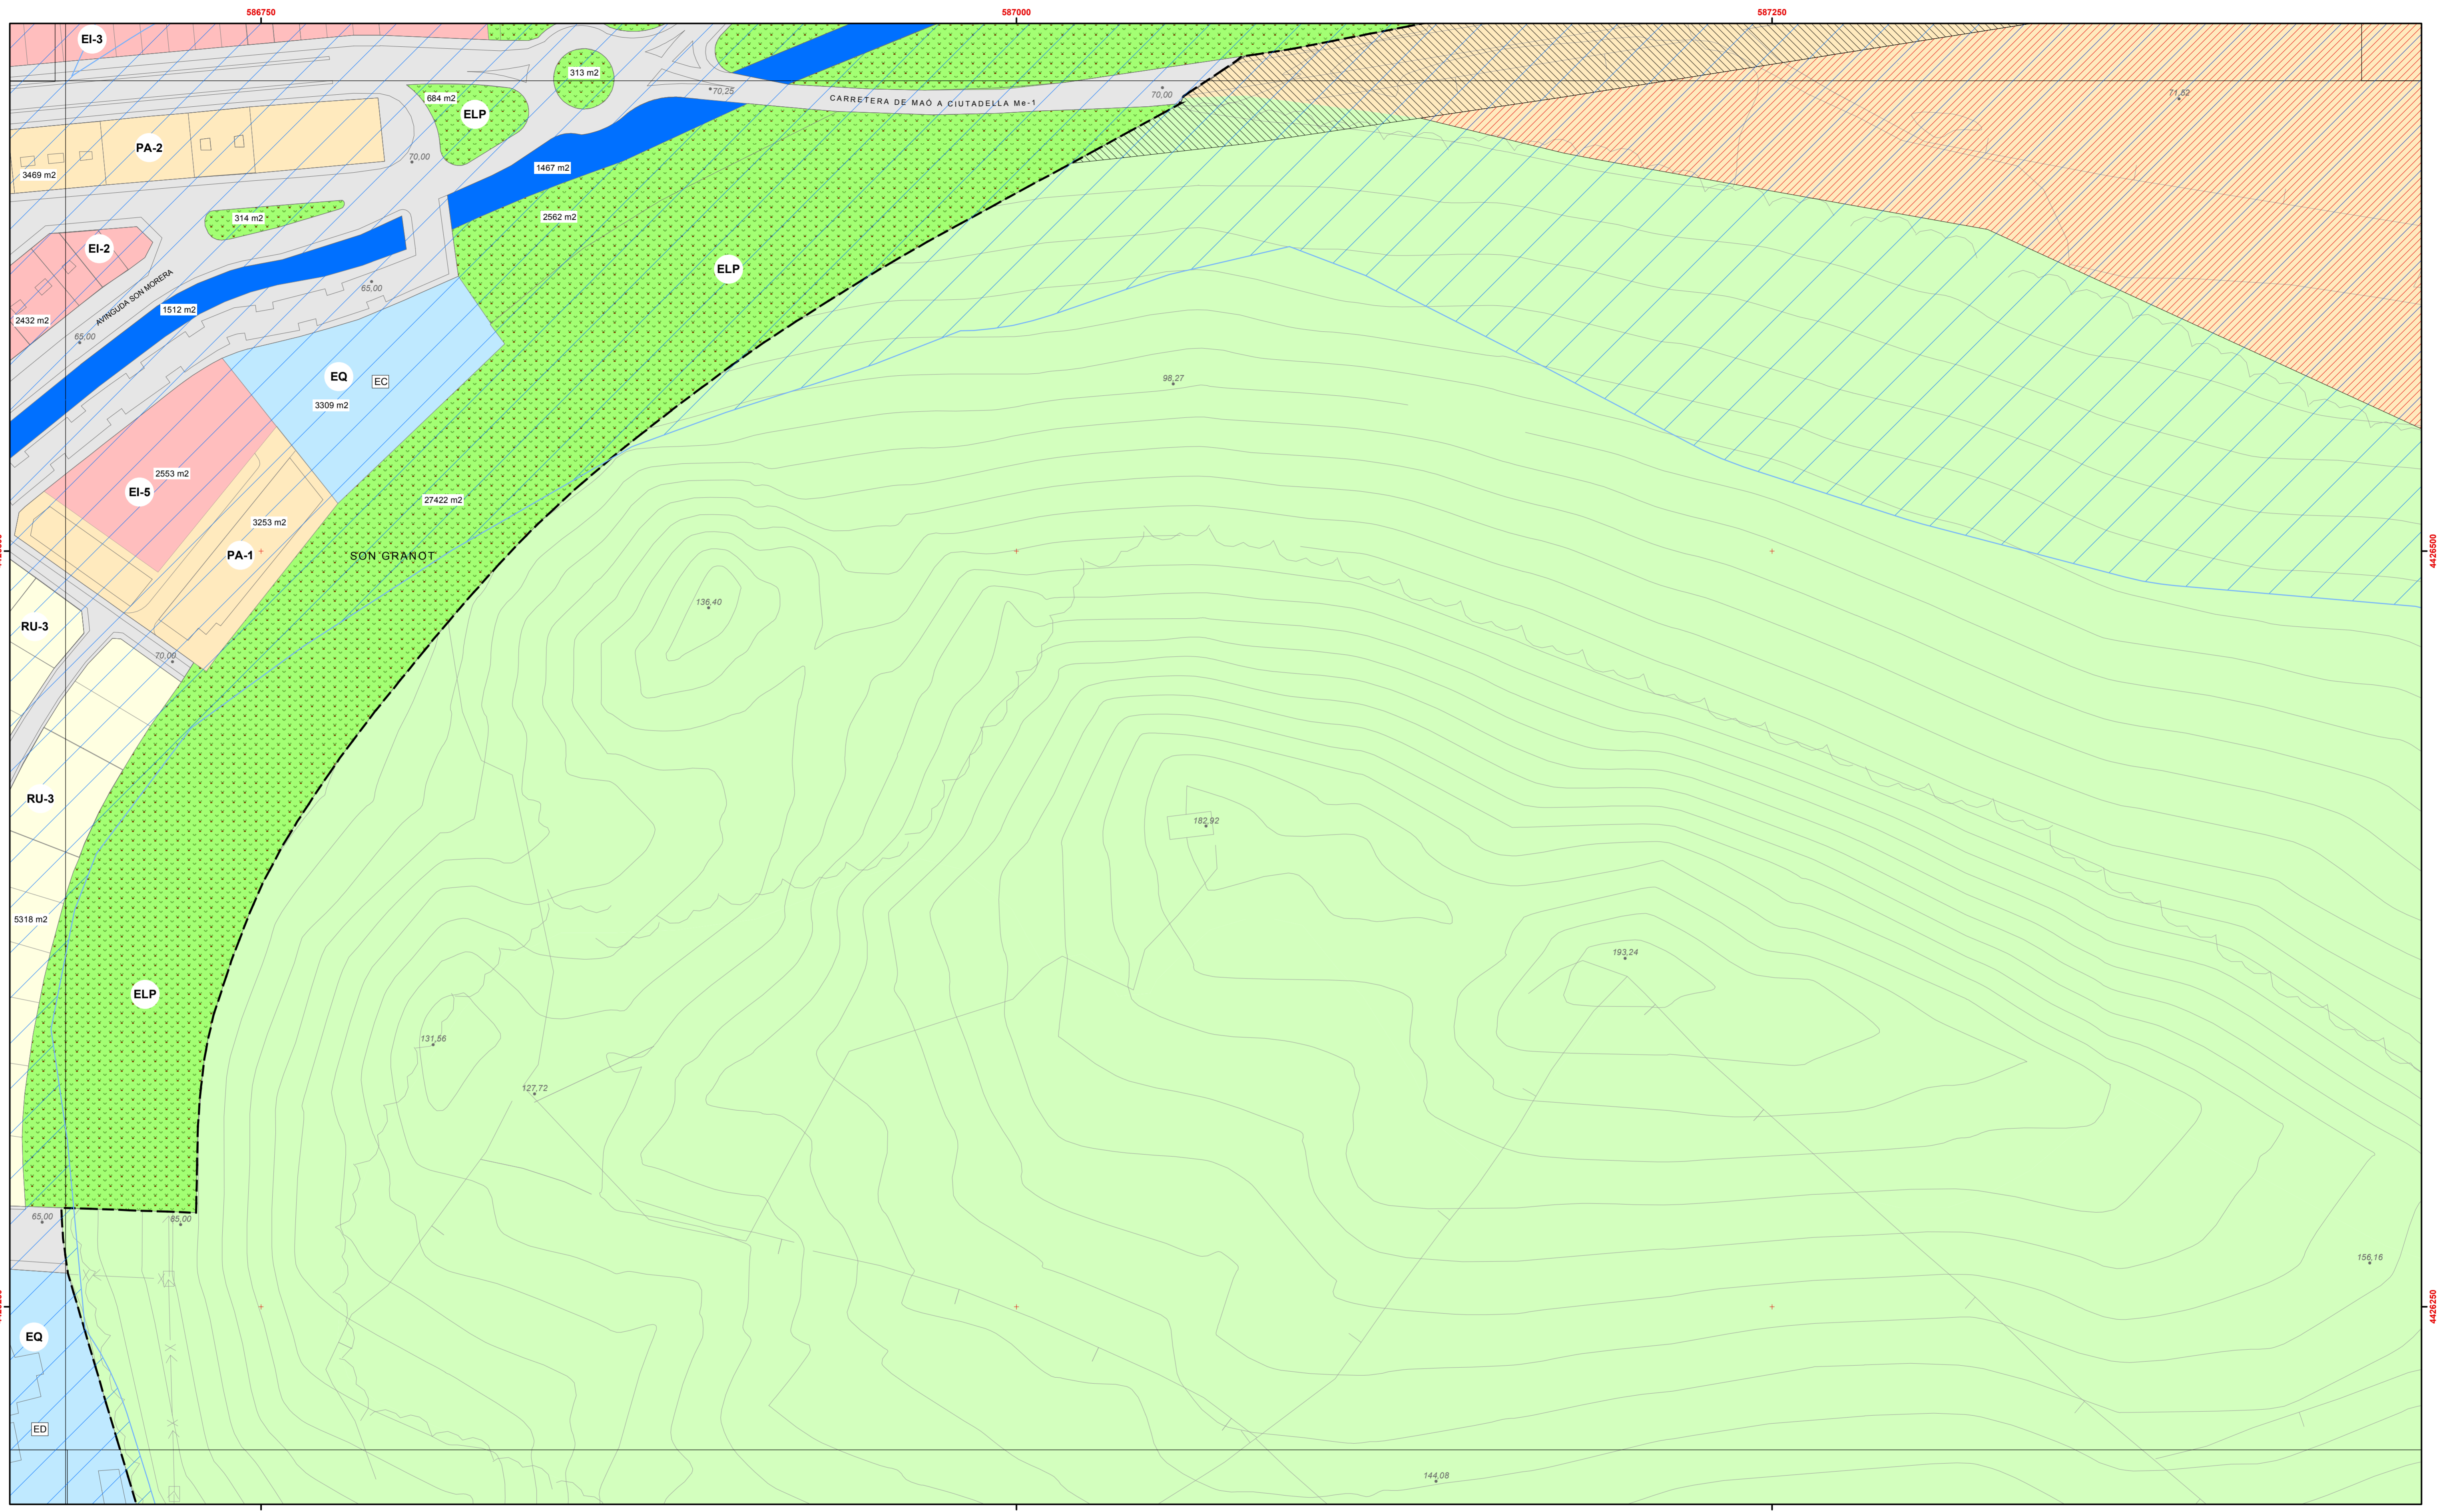 586750
587000
587250
EI-3
313 m2
684 m2
ELP
70,25
CARRETERA DE MAÓ A CIUTADELLA Me-1
70,00
71,52
PA-2
3469 m2
70,00
1467 m2
314 m2
2562 m2
EI-2
ELP
AVINGUDA SON MORERA
65,00
1512 m2
2432 m2
65,00
EQ
EC
3309 m2
98,27
2553 m2
EI-5
27422 m2
3253 m2
PA-1
SON GRANOT
4426500
136,40
RU-3
70,00
RU-3
182,92
5318 m2
193,24
ELP
131,56
127,72
65,00
85,00
156,16
4426250
EQ
ED
144,08